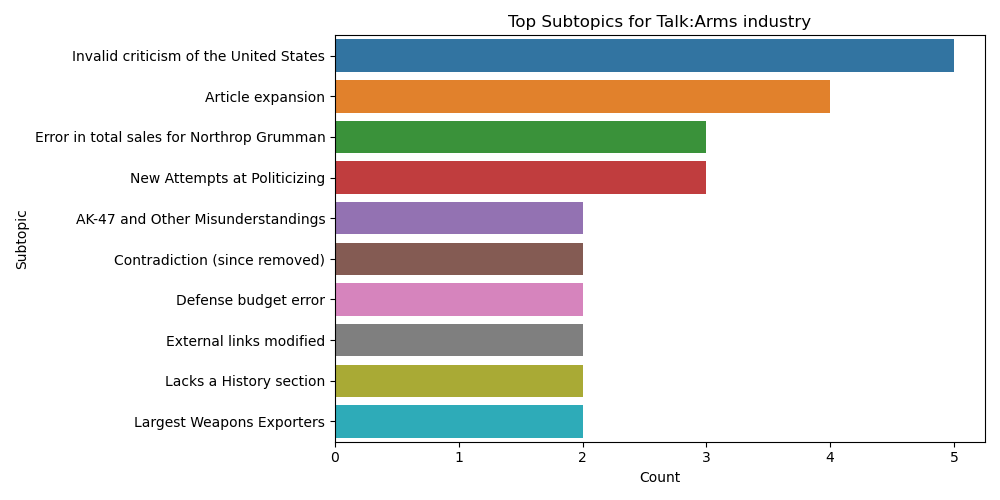 Top Subtopics for Talk:Arms industry
Subtopic
Invalid criticism of the United States
Article expansion
Error in total sales for Northrop Grumman
New Attempts at Politicizing
AK-47 and Other Misunderstandings
Contradiction (since removed)
Defense budget error
External links modified
Lacks a History section
Largest Weapons Exporters
0 1 2 3 4 5
Count